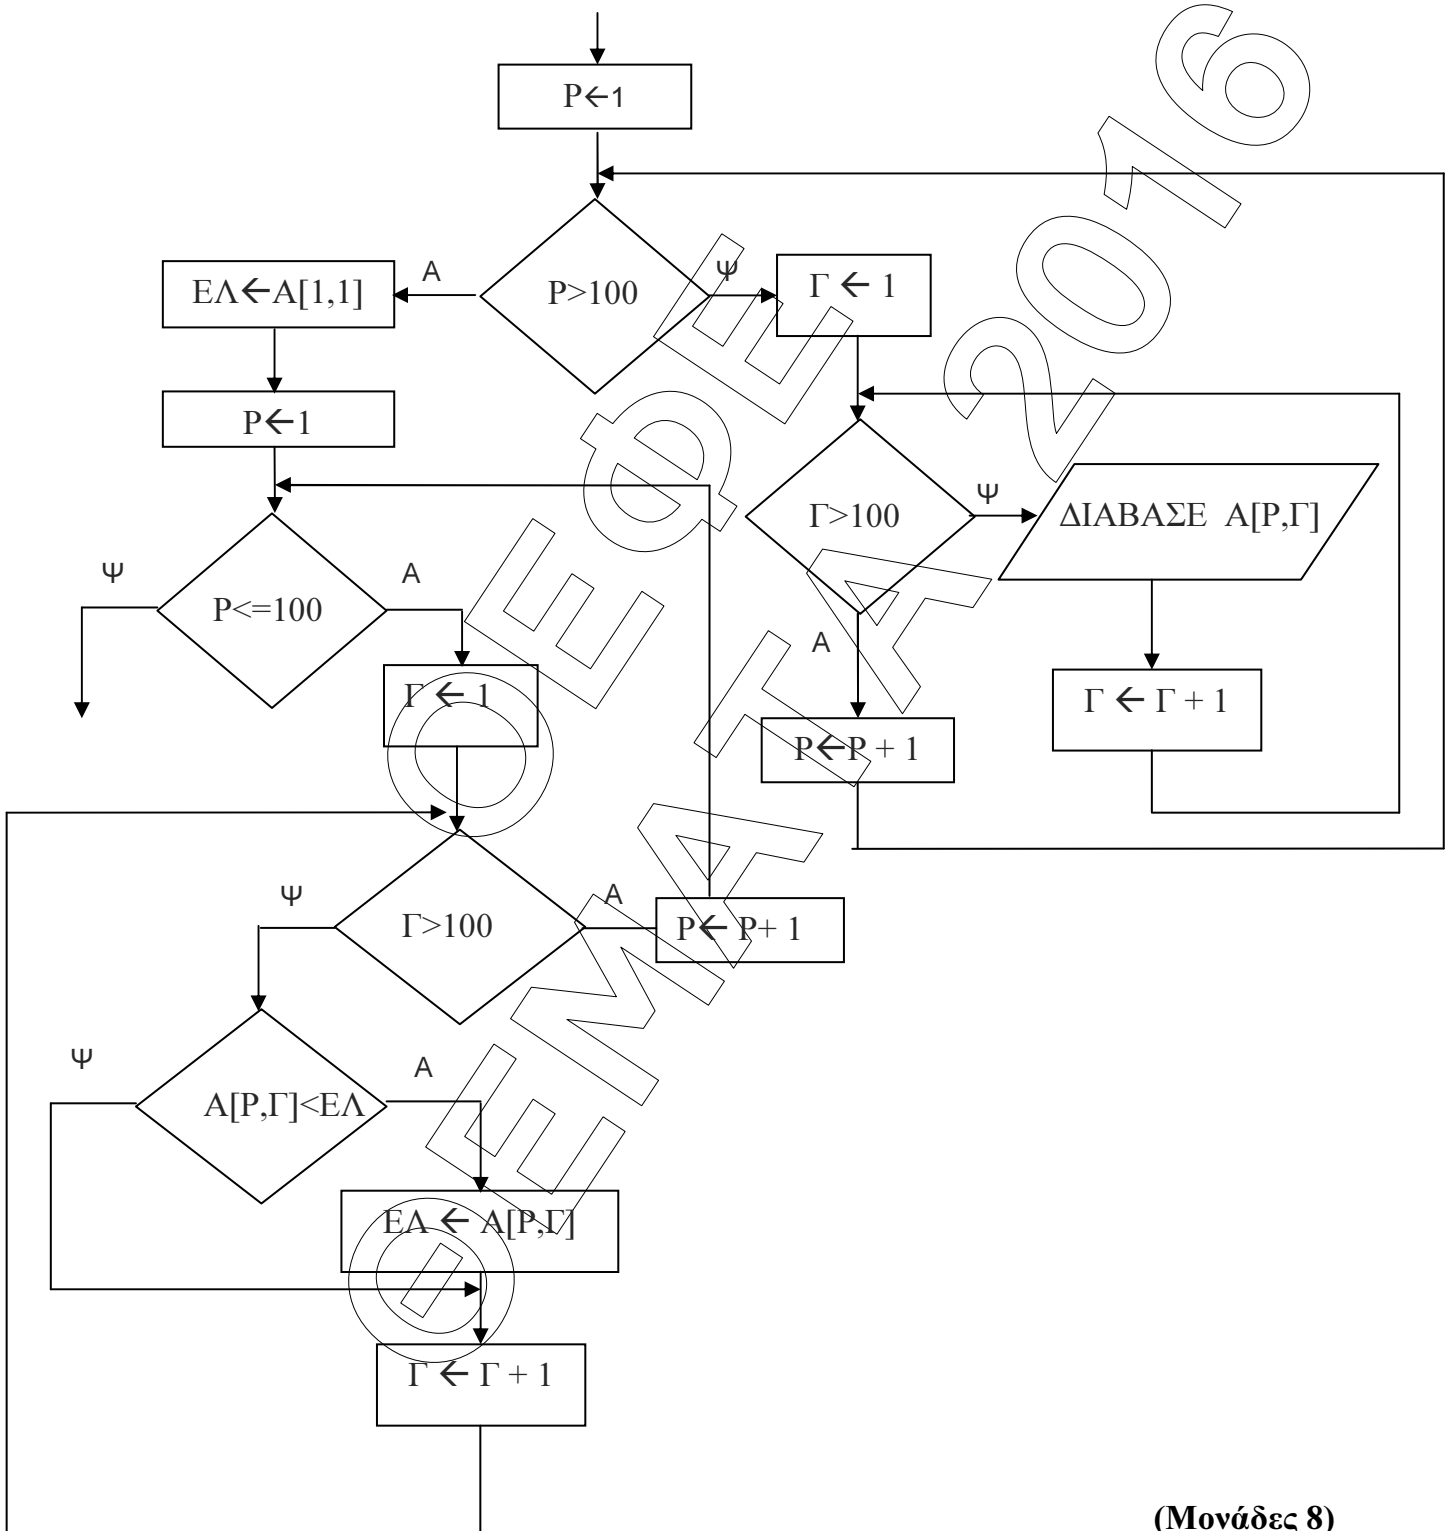 Ρ←1
Ρ>100
Α
Ψ
ΕΛ←Α[1,1]
Γ ← 1
Ρ←1
Γ>100
Ψ
ΔΙΑΒΑΣΕ Α[Ρ,Γ]
Ψ
Α
Ρ<=100
Α
Γ ← 1
Γ ← Γ + 1
Ρ←Ρ + 1
Ψ
Α
Γ>100
Ρ← Ρ+ 1
Ψ
Α
Α[Ρ,Γ]<ΕΛ
ΕΛ ← Α[Ρ,Γ]
Γ ← Γ + 1
(Μονάδες 8)
ΘΕΜΑΤΑ 2016
ΟΕΦΕ